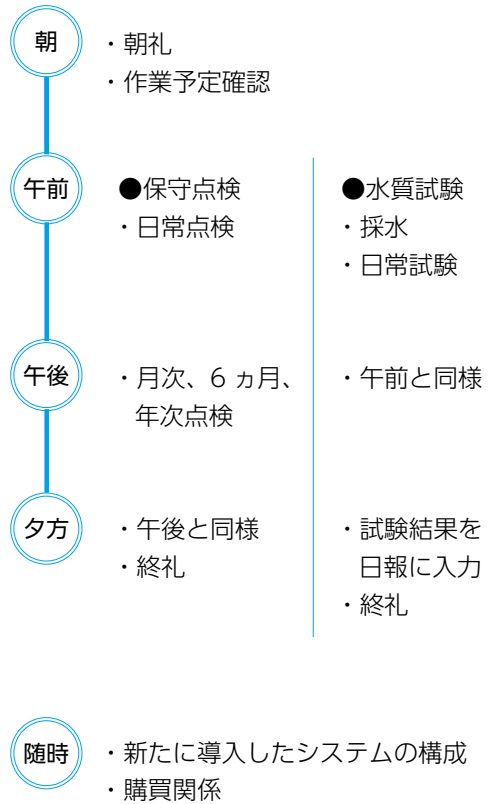 朝
・朝礼
・作業予定確認
午前
●保守点検
・日常点検
●水質試験
・採水
・日常試験
午後
・月次、6 ヵ月、
年次点検
・午前と同様
夕方
・午後と同様
・終礼
・試験結果を
日報に入力
・終礼
随時
・新たに導入したシステムの構成
・購買関係